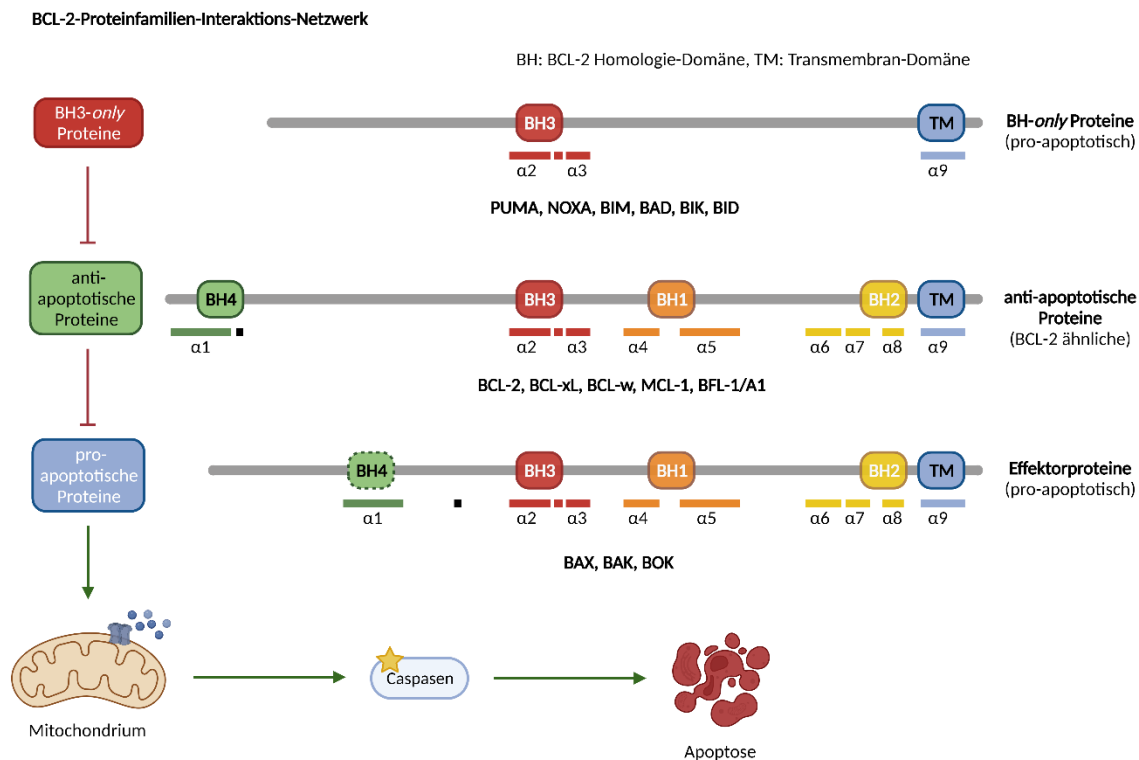 BCL-2-Proteinfamilien-Interaktions-Netzwerk
BH: BCL-2 Homologie-Domäne, TM: Transmembran-Domäne
BH3-only
Proteine
BH3
TM
BH-only Proteine
(pro-apoptotisch)
α2
α3
α9
PUMA, NOXA, BIM, BAD, BIK, BID
anti-
apoptotische
Proteine
BH4
BH3
BH1
BH2
TM
anti-apoptotische
Proteine
(BCL-2 ähnliche)
α1
α2
α3
α4
α5
α6
α7
α8
α9
BCL-2, BCL-xL, BCL-w, MCL-1, BFL-1/A1
pro-
apoptotische
Proteine
BH4
BH3
BH1
BH2
TM
Effektorproteine
(pro-apoptotisch)
α1
α2
α3
α4
α5
α6
α7
α8
α9
BAX, BAK, BOK
Caspasen
Mitochondrium
Apoptose